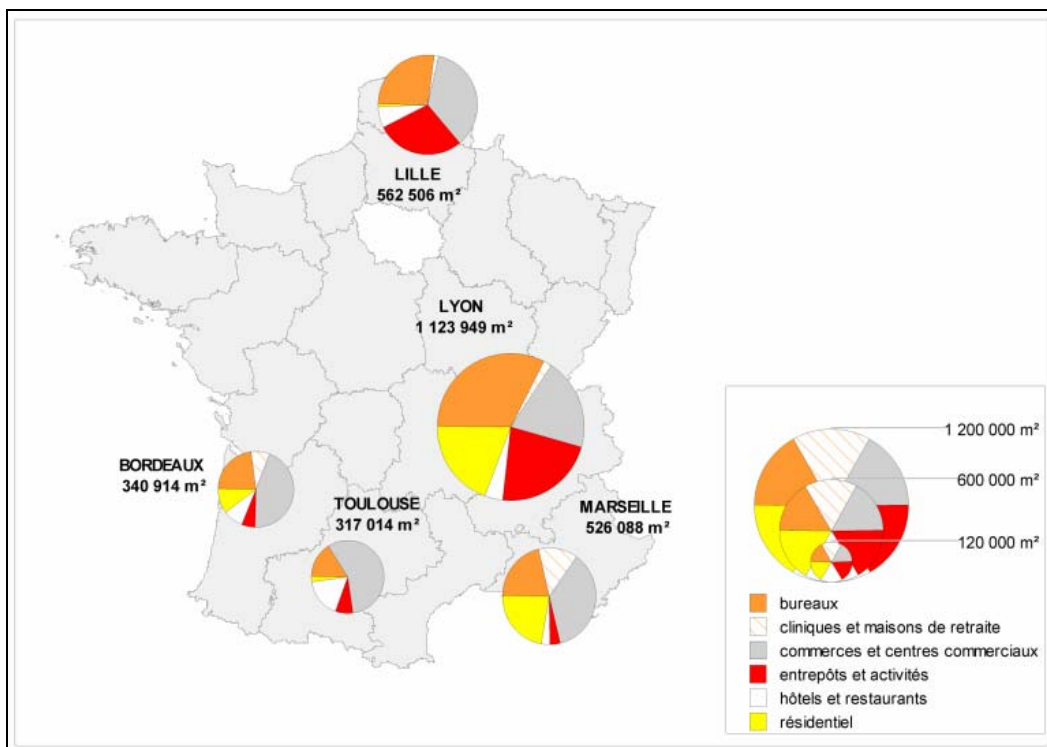 LILLE
562 506 m²
LYON
1 123 949 m²
BORDEAUX
340 914 m²
TOULOUSE
317 014 m²
MARSEILLE
526 088 m²
1 200 000 m²
600 000 m²
120 000 m²
bureaux
cliniques et maisons de retraite
commerces et centres commerciaux
entrepôts et activités
hôtels et restaurants
résidentiel